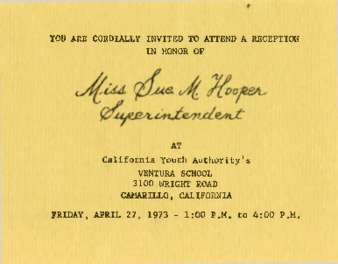 YOU ARE CORDIALLY INVITED TO ATTEND A RECEPTION
IN HONOR OF
Miss Sue M. Hooper
Superintendent
AT
California Youth Authority's
VENTURA SCHOOL
3100 WRIGHT ROAD
CAMARILLO, CALIFORNIA
FRIDAY, APRIL 27, 1973 - 1:00 P.M. to 4:00 P.M.